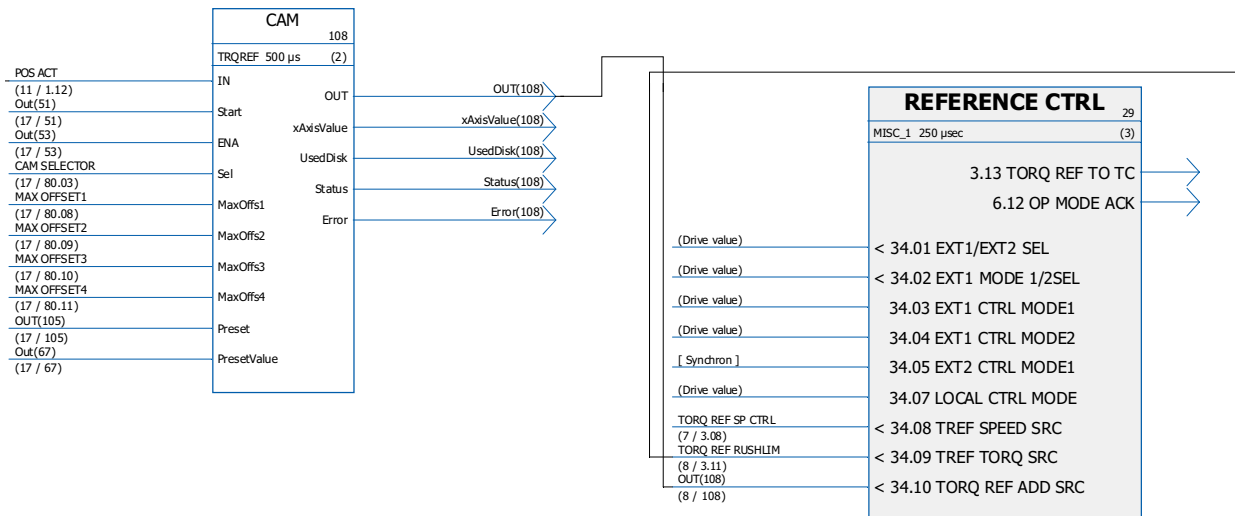 CAM
108
TRQREF 500 µs (2)
POS ACT
IN
(11 / 1.12)
OUT
OUT(108)
Out(51)
Start
(17 / 51)
xAxisValue
xAxisValue(108)
Out(53)
ENA
(17 / 53)
UsedDisk
UsedDisk(108)
CAM SELECTOR
Sel
(17 / 80.03)
Status
Status(108)
MAX OFFSET1
MaxOffs1
(17 / 80.08)
Error
Error(108)
MAX OFFSET2
MaxOffs2
(17 / 80.09)
MAX OFFSET3
MaxOffs3
(17 / 80.10)
MAX OFFSET4
MaxOffs4
(17 / 80.11)
OUT(105)
Preset
(17 / 105)
Out(67)
PresetValue
(17 / 67)
REFERENCE CTRL
29
MISC_1 250 µsec (3)
3.13 TORQ REF TO TC
6.12 OP MODE ACK
(Drive value)
< 34.01 EXT1/EXT2 SEL
(Drive value)
< 34.02 EXT1 MODE 1/2SEL
(Drive value)
34.03 EXT1 CTRL MODE1
(Drive value)
34.04 EXT1 CTRL MODE2
[ Synchron ]
34.05 EXT2 CTRL MODE1
(Drive value)
34.07 LOCAL CTRL MODE
TORQ REF SP CTRL
< 34.08 TREF SPEED SRC
(7 / 3.08)
TORQ REF RUSHLIM
< 34.09 TREF TORQ SRC
(8 / 3.11)
OUT(108)
< 34.10 TORQ REF ADD SRC
(8 / 108)